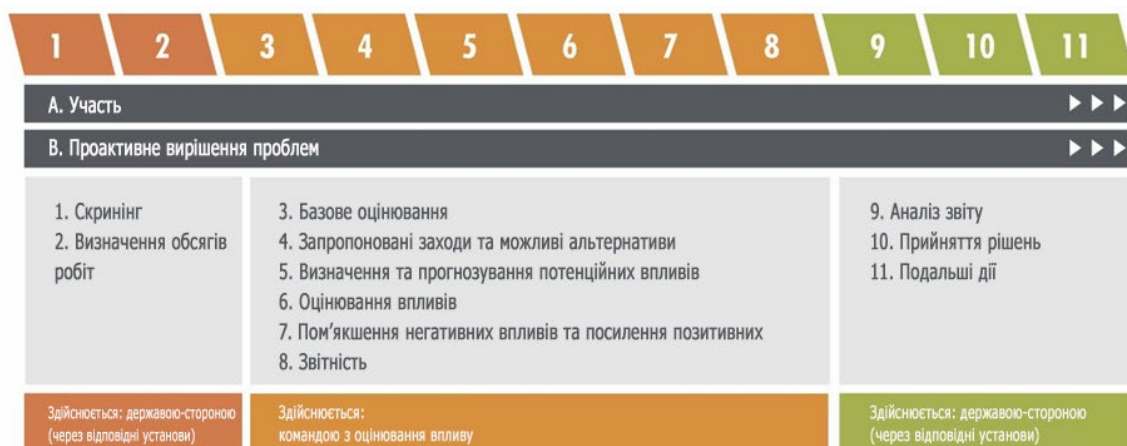 1 2 3 4 5 6 7 8 9 10 11
А. Участь
В. Проактивне вирішення проблем
1. Скринінг
2. Визначення обсягів
робіт
3. Базове оцінювання
4. Запропоновані заходи та можливі альтернативи
5. Визначення та прогнозування потенційних впливів
6. Оцінювання впливів
7. Пом’якшення негативних впливів та посилення позитивних
8. Звітність
9. Аналіз звіту
10. Прийняття рішень
11. Подальші дії
Здійснюється: державою-стороною
(через відповідні установи)
Здійснюється:
командою з оцінювання впливу
Здійснюється: державою-стороною
(через відповідні установи)